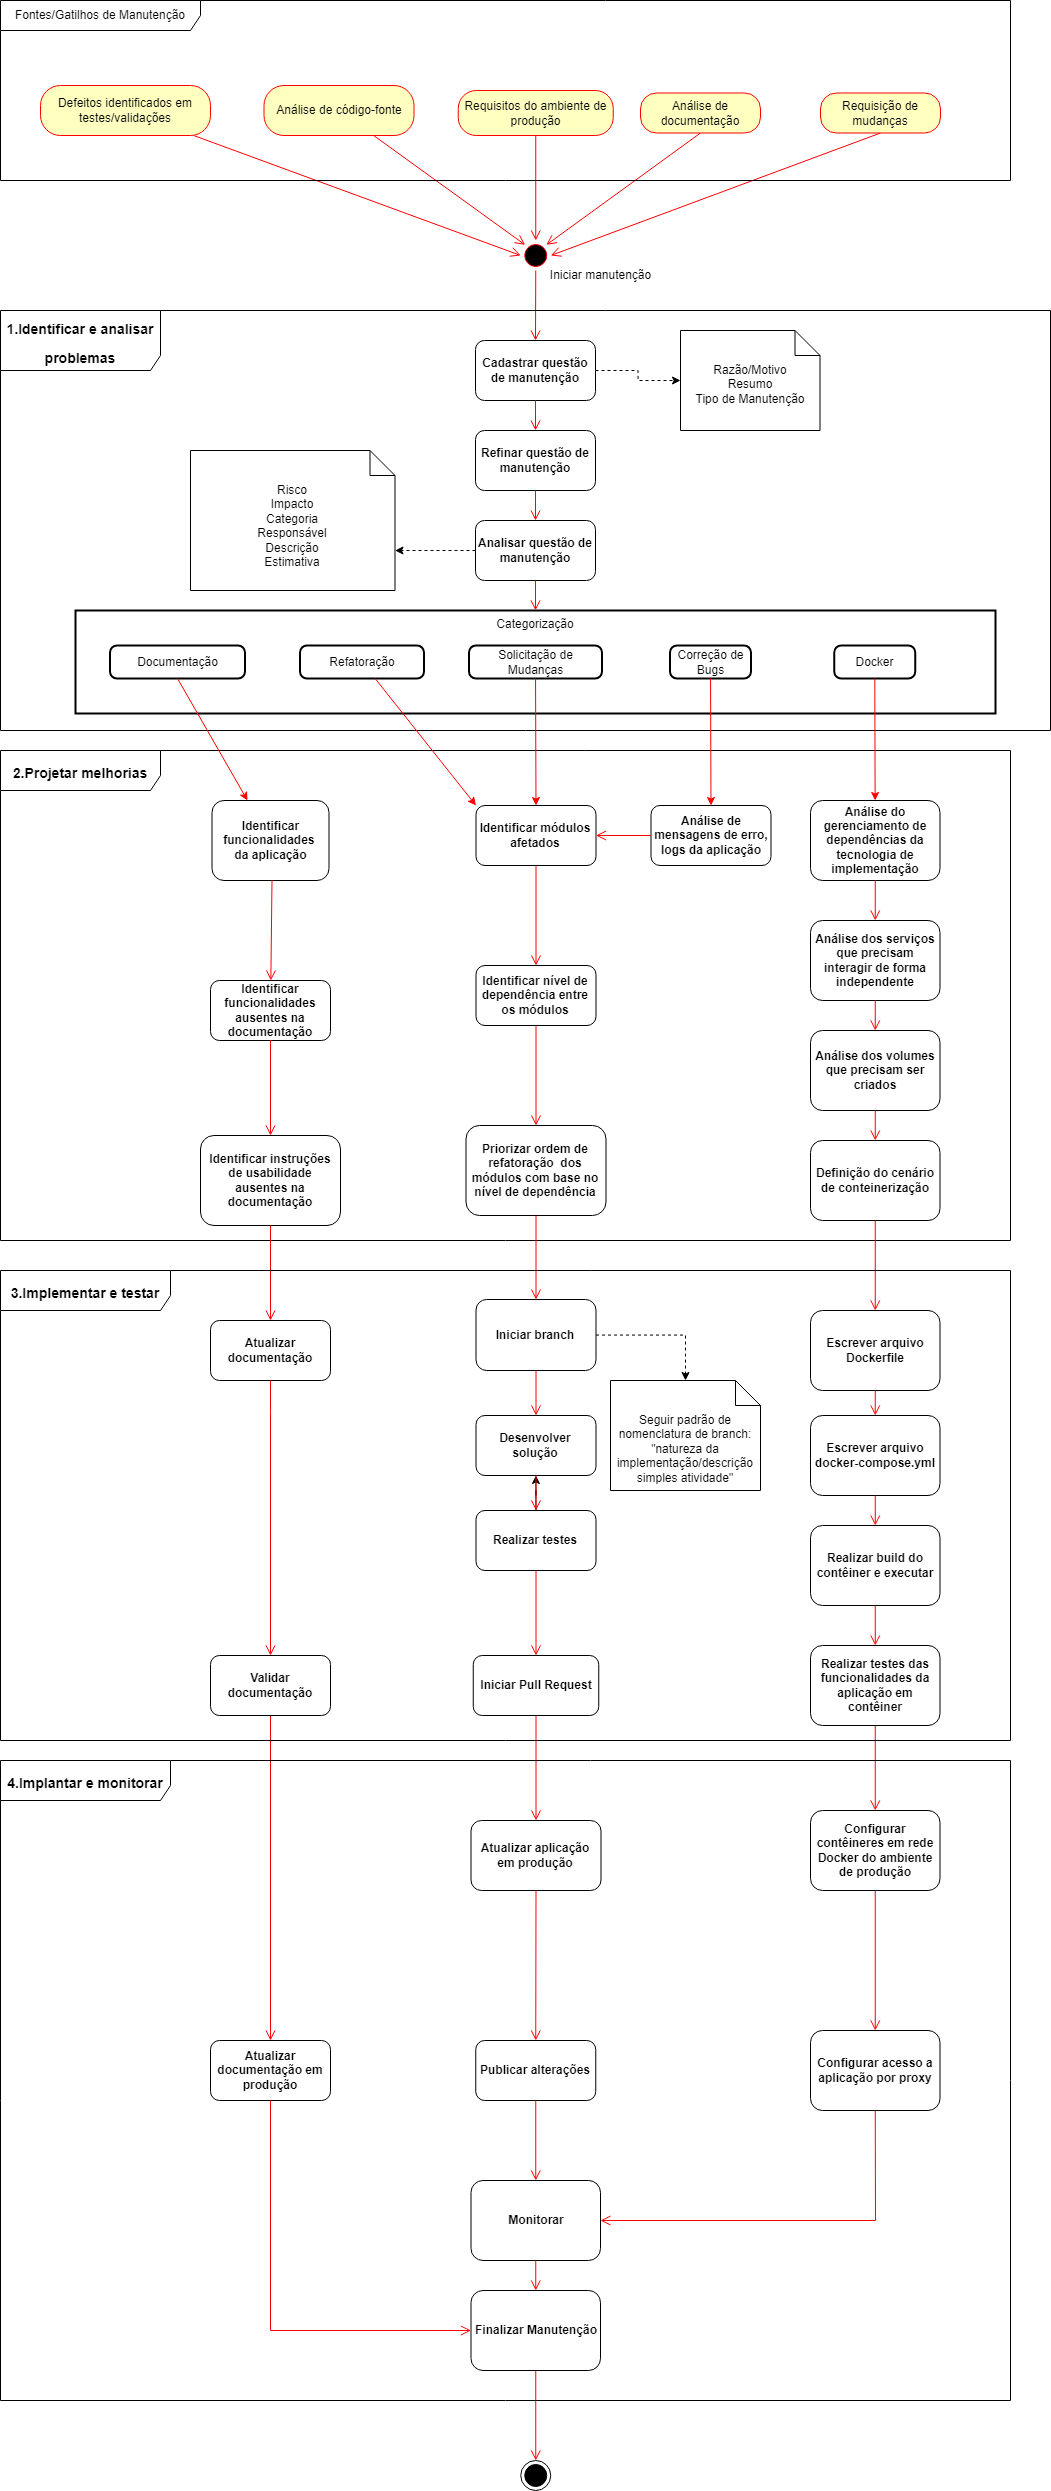 Fontes/Gatilhos de Manutenção
Defeitos identificados em
testes/validações
Análise de código-fonte
Requisitos do ambiente de
produção
Análise de
documentação
Requisição de
mudanças
Iniciar manutenção
1.Identificar e analisar
problemas
Cadastrar questão
de manutenção
Razão/Motivo
Resumo
Tipo de Manutenção
Refinar questão de
manutenção
Risco
Impacto
Categoria
Responsável
Descrição
Estimativa
Analisar questão de
manutenção
Categorização
Documentação
Refatoração
Solicitação de
Mudanças
Correção de
Bugs
Docker
2.Projetar melhorias
Identificar
funcionalidades
da aplicação
Identificar módulos
afetados
Análise de
mensagens de erro,
logs da aplicação
Análise do
gerenciamento de
dependências da
tecnologia de
implementação
Análise dos serviços
que precisam
interagir de forma
independente
Identificar
funcionalidades
ausentes na
documentação
Identificar nível de
dependência entre
os módulos
Análise dos volumes
que precisam ser
criados
Identificar instruções
de usabilidade
ausentes na
documentação
Priorizar ordem de
refatoração dos
módulos com base no
nível de dependência
Definição do cenário
de conteinerização
3.Implementar e testar
Atualizar
documentação
Iniciar branch
Escrever arquivo
Dockerfile
Seguir padrão de
nomenclatura de branch:
"natureza da
implementação/descrição
simples atividade"
Desenvolver
solução
Escrever arquivo
docker-compose.yml
Realizar testes
Realizar build do
contêiner e executar
Validar
documentação
Iniciar Pull Request
Realizar testes das
funcionalidades da
aplicação em
contêiner
4.Implantar e monitorar
Atualizar aplicação
em produção
Configurar
contêineres em rede
Docker do ambiente
de produção
Atualizar
documentação em
produção
Publicar alterações
Configurar acesso a
aplicação por proxy
Monitorar
Finalizar Manutenção